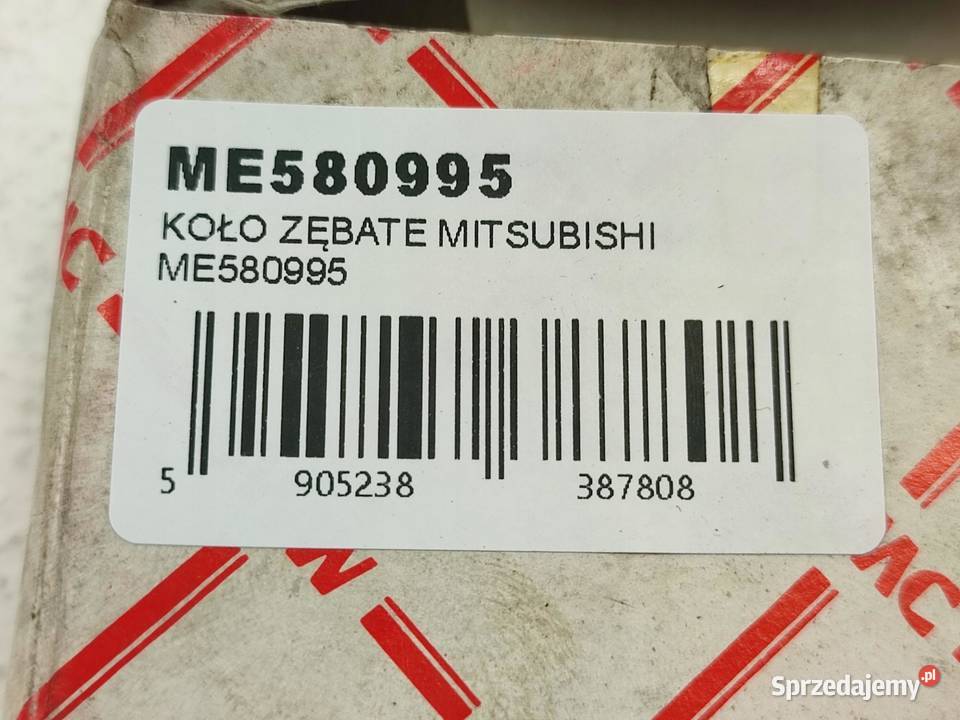 ME580995
KOŁO ZĘBATE MITSUBISHI
ME580995
5 905238 387808
Sprzedajemy.pl